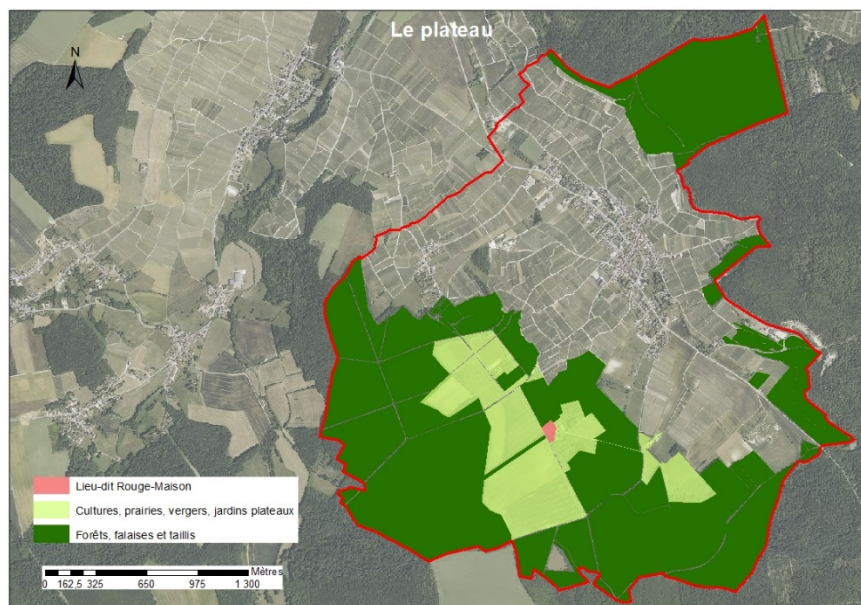 Le plateau
N
Lieu-dit Rouge-Maison
Cultures, prairies, vergers, jardins plateaux
Forêts, falaises et taillis
Mètres
0 162,5 325 650 975 1 300